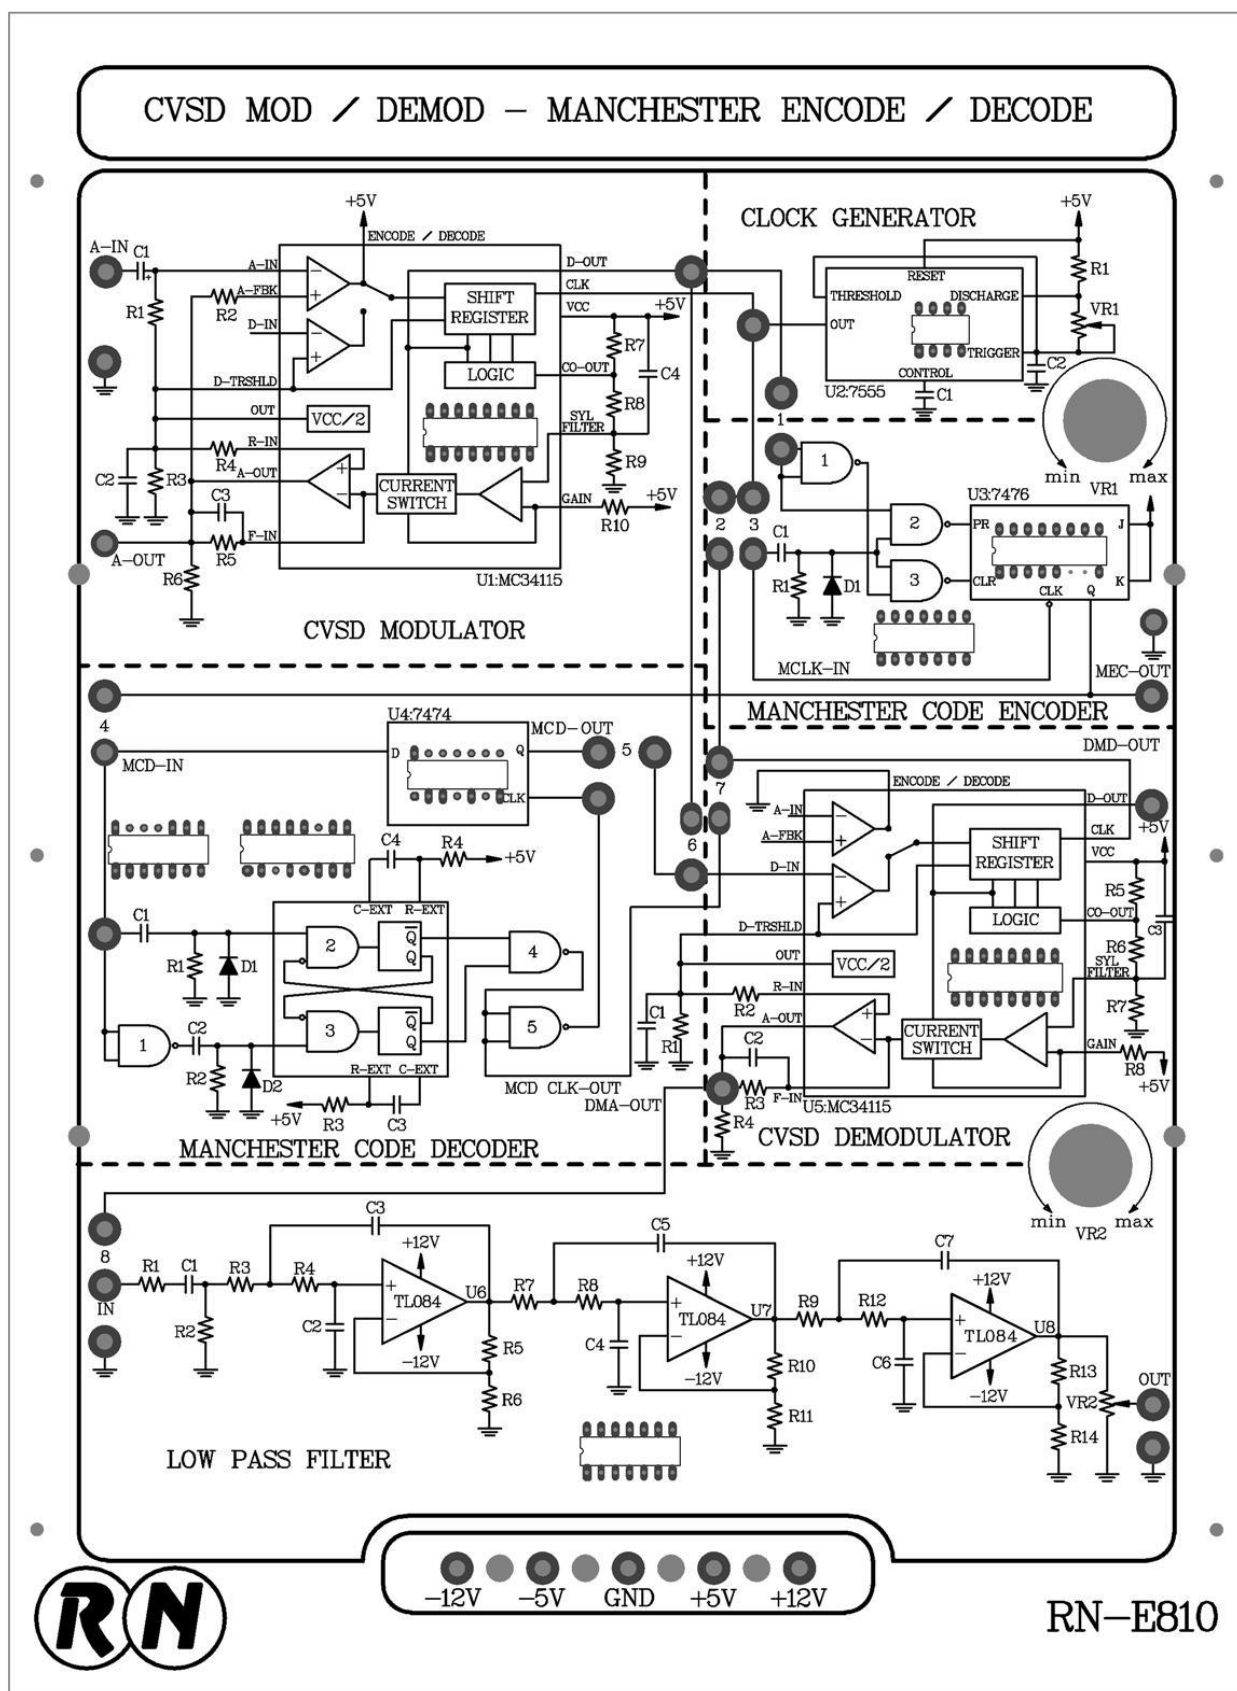 CVSD MOD / DEMOD - MANCHESTER ENCODE / DECODE
+5V
ENCODE / DECODE
A-IN
C1
+
R1
A-IN
A-FBK
R2
D-IN
D-TRSHLD
OUT
VCC/2
R-IN
R4
A-OUT
C2
R3
C3
R5
F-IN
A-OUT
R6
SHIFT
REGISTER
LOGIC
CURRENT
SWITCH
D-OUT
CLK
VCC
+5V
R7
CO-OUT
C4
R8
SYL
FILTER
R9
GAIN
+5V
R10
U1:MC34115
CVSD MODULATOR
CLOCK GENERATOR
+5V
RESET
THRESHOLD
DISCHARGE
OUT
TRIGGER
CONTROL
R1
VR1
C2
U2:7555
C1
min
max
VR1
1
2
3
1
2
3
C1
R1
D1
U3:7476
PR
J
CLR
K
CLK
Q
MCLK-IN
MEC-OUT
MANCHESTER CODE ENCODER
4
MCD-IN
U4:7474
D
Q
CLK
MCD-OUT
5
6
7
C4
R4
+5V
C-EXT
R-EXT
C1
R1
D1
2
Q
Q
4
3
Q
Q
5
1
C2
R2
D2
R-EXT
C-EXT
+5V
R3
C3
MCD CLK-OUT
MANCHESTER CODE DECODER
DMD-OUT
ENCODE / DECODE
A-IN
A-FBK
D-IN
D-TRSHLD
OUT
VCC/2
R-IN
R2
A-OUT
C1
R1
C2
DMA-OUT
R3
F-IN
R4
SHIFT
REGISTER
LOGIC
CURRENT
SWITCH
D-OUT
+5V
CLK
VCC
R5
CO-OUT
C3
R6
SYL
FILTER
R7
GAIN
R8
+5V
U5:MC34115
CVSD DEMODULATOR
min
VR2
max
8
IN
R1
C1
R2
R3
R4
C3
C2
+12V
TL084
-12V
U6
R5
R6
R7
R8
C5
C4
+12V
TL084
-12V
U7
R10
R11
R9
R12
C7
C6
+12V
TL084
-12V
U8
R13
R14
VR2
OUT
LOW PASS FILTER
-12V
-5V
GND
+5V
+12V
RN
RN-E810